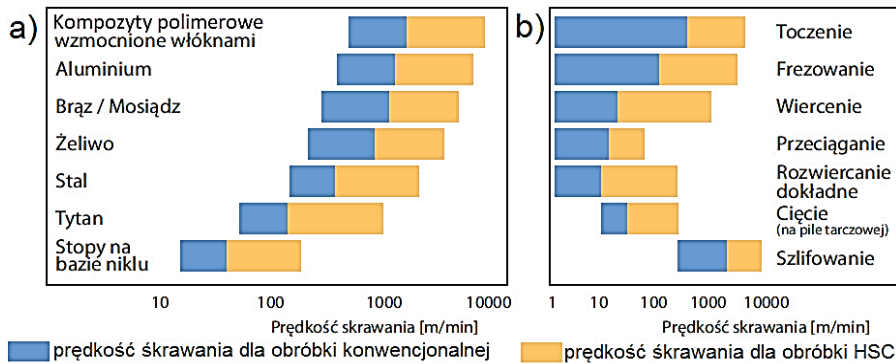 a)
Kompozyty polimerowe
wzmocnione włóknami
Aluminium
Brąz / Mosiądz
Żeliwo
Stal
Tytan
Stopy na
bazie niklu
10 100 1000 10000
Prędkość skrawania [m/min]
b)
Toczenie
Frezowanie
Wiercenie
Przeciąganie
Rozwiercanie
dokładne
Cięcie
(na pile tarczowej)
Szlifowanie
1 10 100 1000 10000
Prędkość skrawania [m/min]
prędkość skrawania dla obróbki konwencjonalnej
prędkość śkrawania dla obróbki HSC